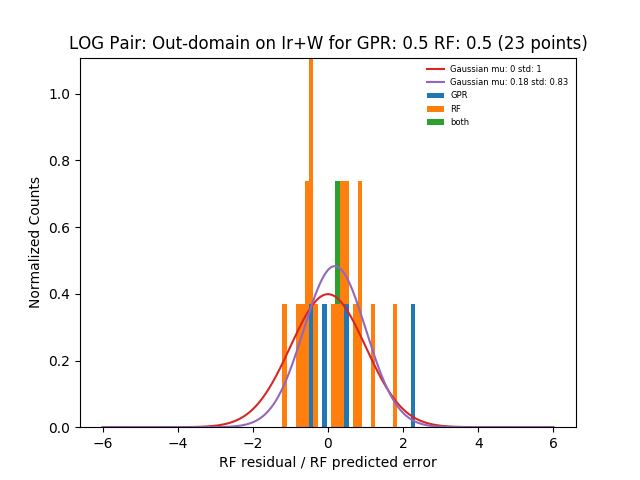 LOG Pair: Out-domain on Ir+W for GPR: 0.5 RF: 0.5 (23 points)
Gaussian mu: 0 std: 1
Gaussian mu: 0.18 std: 0.83
GPR
RF
both
Normalized Counts
1.0
0.8
0.6
0.4
0.2
0.0
−6
−4
−2
0
2
4
6
RF residual / RF predicted error